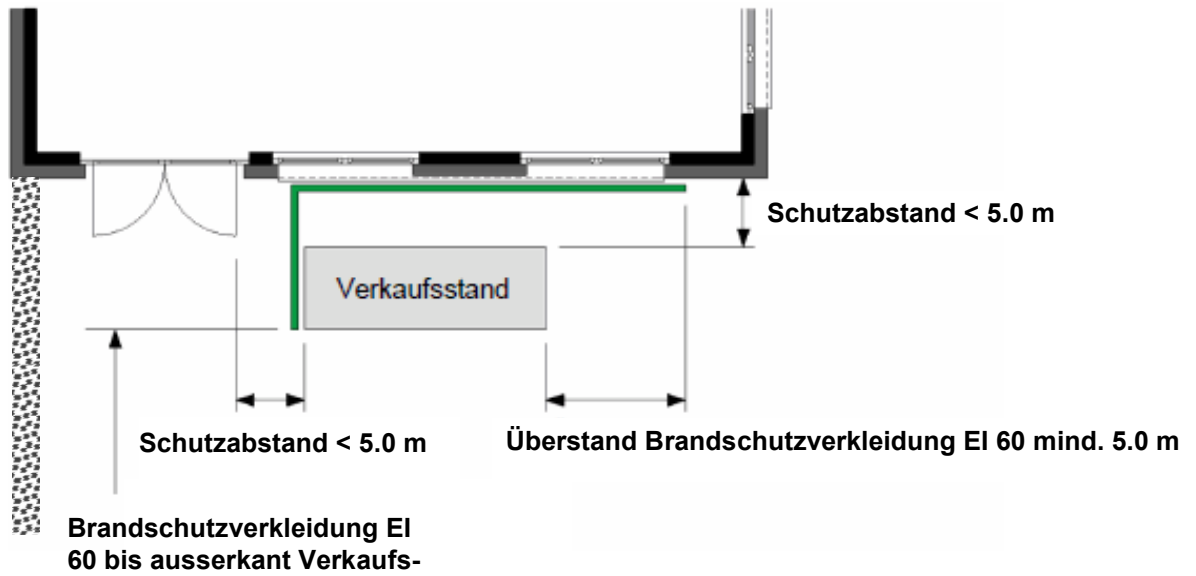 Schutzabstand < 5.0 m
Verkaufsstand
Schutzabstand < 5.0 m
Überstand Brandschutzverkleidung EI 60 mind. 5.0 m
Brandschutzverkleidung EI
60 bis ausserkant Verkaufs-